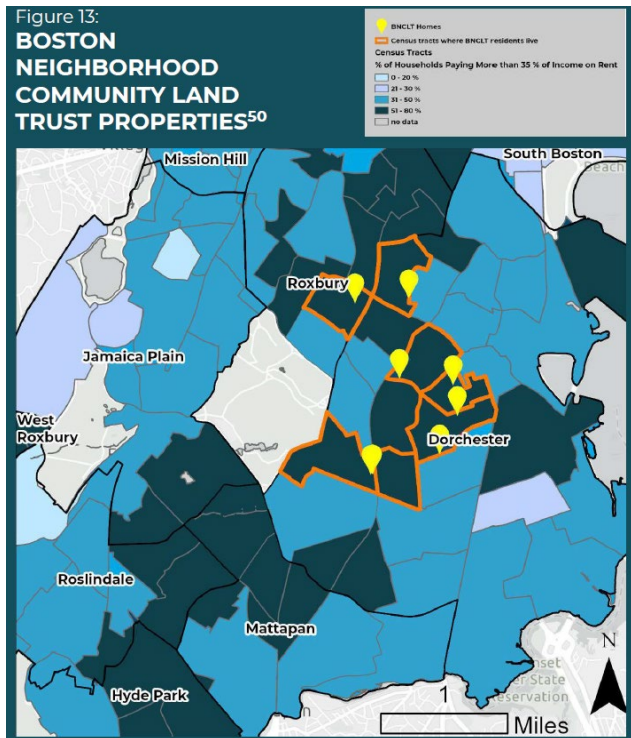 Figure 13:
BOSTON
NEIGHBORHOOD
COMMUNITY LAND
TRUST PROPERTIES50
BNCLT Homes
Census tracts where BNCLT residents live
Census Tracts
% of Households Paying More than 35 % of Income on Rent
0 - 20 %
21 - 30 %
31 - 50 %
51 - 80 %
no data
Mission Hill
South Boston
Beach
Roxbury
Jamaica Plain
West
Roxbury
Dorchester
Roslindale
Mattapan
Hyde Park
N
State
1
Miles